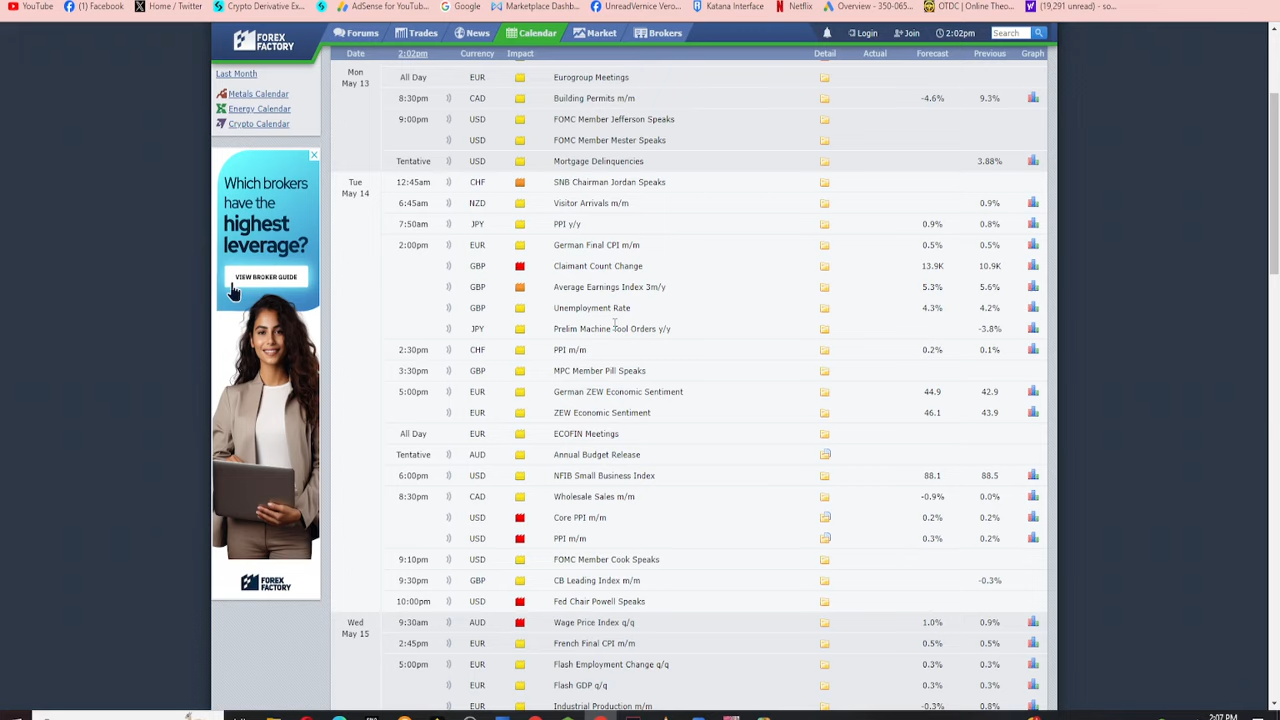 YouTube (1) Facebook Home / Twitter Crypto Derivative Ex... AdSense for YouTub... Google Marketplace Dashb... UnreadVernice Vero... Katana Interface Netflix Overview - 350-065... OTDC | Online Theo... (19,291 unread) - so...
FOREX FACTORY Forums Trades News Calendar Market Brokers Login Join 2:02pm Search
Date 2:02pm Currency Impact Detail Actual Forecast Previous Graph
Last Month
Metals Calendar
Energy Calendar
Crypto Calendar
Which brokers
have the
highest
leverage?
VIEW BROKER GUIDE
FOREX
FACTORY
Mon May 13 All Day EUR Eurogroup Meetings
8:30pm CAD Building Permits m/m -4.6% 9.3%
9:00pm USD FOMC Member Jefferson Speaks
USD FOMC Member Mester Speaks
Tentative USD Mortgage Delinquencies 3.88%
Tue May 14 12:45am CHF SNB Chairman Jordan Speaks
6:45am NZD Visitor Arrivals m/m 0.9%
7:50am JPY PPI y/y 0.9% 0.8%
2:00pm EUR German Final CPI m/m 0.5% 0.5%
GBP Claimant Count Change 13.9K 10.9K
GBP Average Earnings Index 3m/y 5.3% 5.6%
GBP Unemployment Rate 4.3% 4.2%
JPY Prelim Machine Tool Orders y/y -3.8%
2:30pm CHF PPI m/m 0.2% 0.1%
3:30pm GBP MPC Member Pill Speaks
5:00pm EUR German ZEW Economic Sentiment 44.9 42.9
EUR ZEW Economic Sentiment 46.1 43.9
All Day EUR ECOFIN Meetings
Tentative AUD Annual Budget Release
6:00pm USD NFIB Small Business Index 88.1 88.5
8:30pm CAD Wholesale Sales m/m -0.9% 0.0%
USD Core PPI m/m 0.2% 0.2%
USD PPI m/m 0.3% 0.2%
9:10pm USD FOMC Member Cook Speaks
9:30pm GBP CB Leading Index m/m -0.3%
10:00pm USD Fed Chair Powell Speaks
Wed May 15 9:30am AUD Wage Price Index q/q 1.0% 0.9%
2:45pm EUR French Final CPI m/m 0.5% 0.5%
5:00pm EUR Flash Employment Change q/q 0.3% 0.3%
EUR Flash GDP q/q 0.3% 0.3%
EUR Industrial Production m/m -0.3% 0.8%
2:07 PM